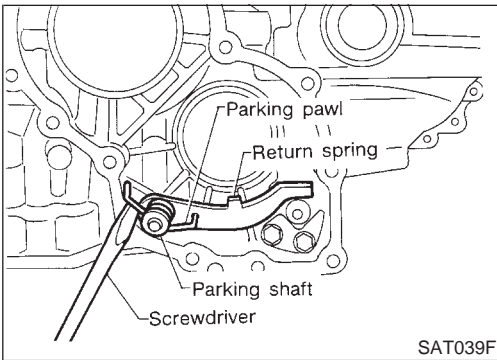 Parking pawl
Return spring
Parking shaft
Screwdriver
SAT039F